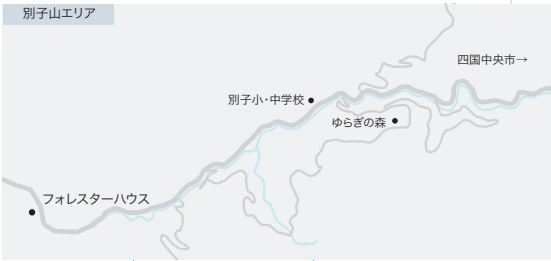 別子山エリア
四国中央市→
別子小・中学校
ゆらぎの森
フォレスターハウス